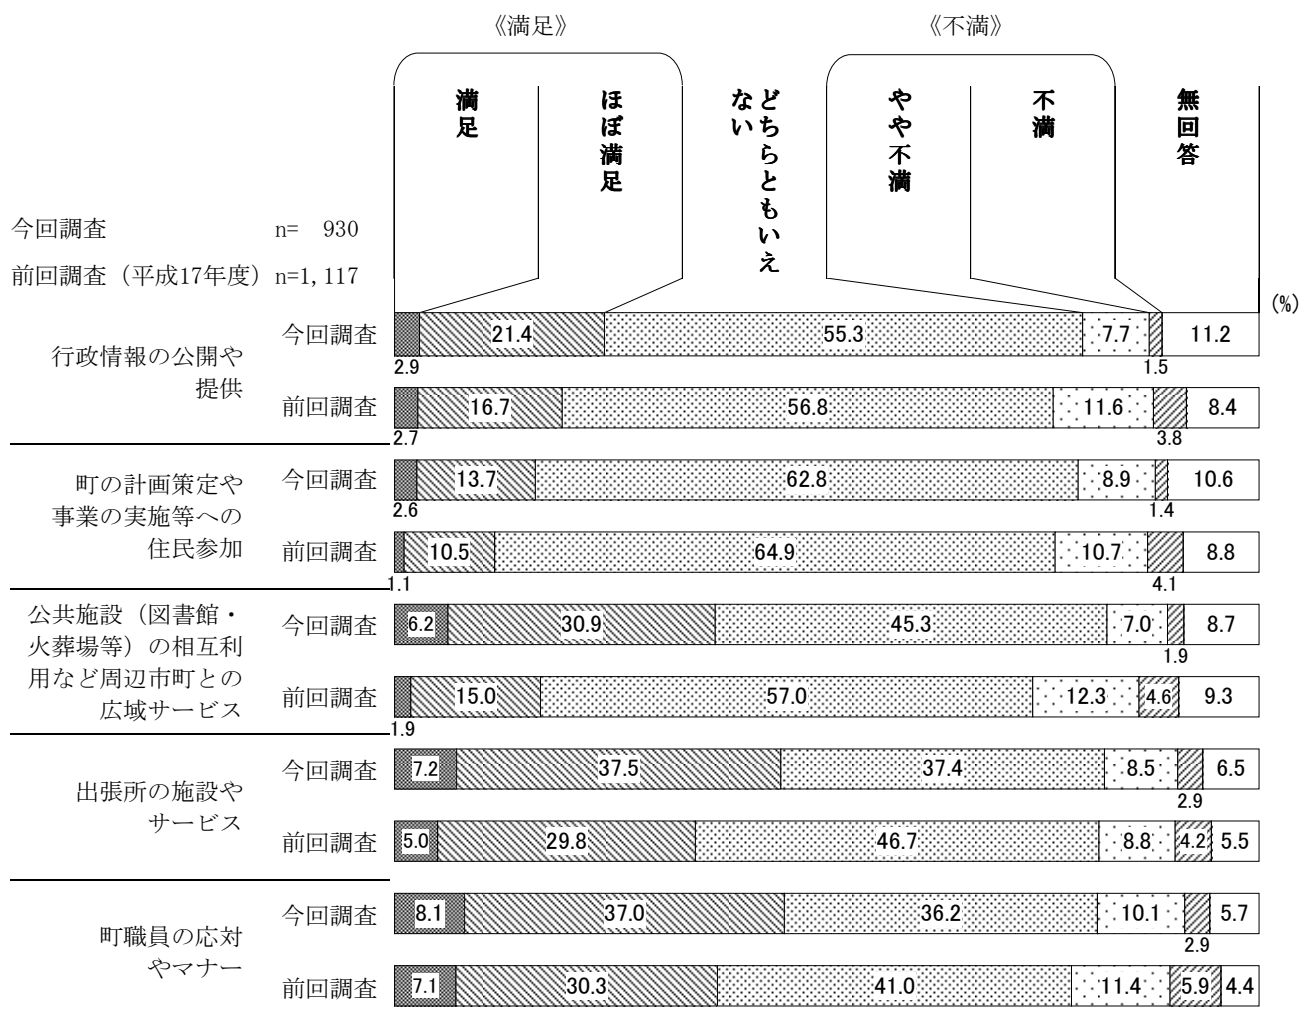 《満足》
《不満》
満足
ほぼ満足
どちらともいえ
ない
やや不満
不満
無回答
今回調査 n= 930
前回調査（平成17年度）n=1,117
(%)
行政情報の公開や
提供
今回調査
21.4
55.3
7.7
11.2
2.9
1.5
前回調査
16.7
56.8
11.6
8.4
2.7
3.8
町の計画策定や
事業の実施等への
住民参加
今回調査
13.7
62.8
8.9
10.6
2.6
1.4
前回調査
10.5
64.9
10.7
8.8
1.1
4.1
公共施設（図書館・
火葬場等）の相互利
用など周辺市町との
広域サービス
今回調査
6.2
30.9
45.3
7.0
8.7
1.9
前回調査
15.0
57.0
12.3
4.6
9.3
1.9
出張所の施設や
サービス
今回調査
7.2
37.5
37.4
8.5
6.5
2.9
前回調査
5.0
29.8
46.7
8.8
4.2
5.5
町職員の応対
やマナー
今回調査
8.1
37.0
36.2
10.1
5.7
2.9
前回調査
7.1
30.3
41.0
11.4
5.9
4.4